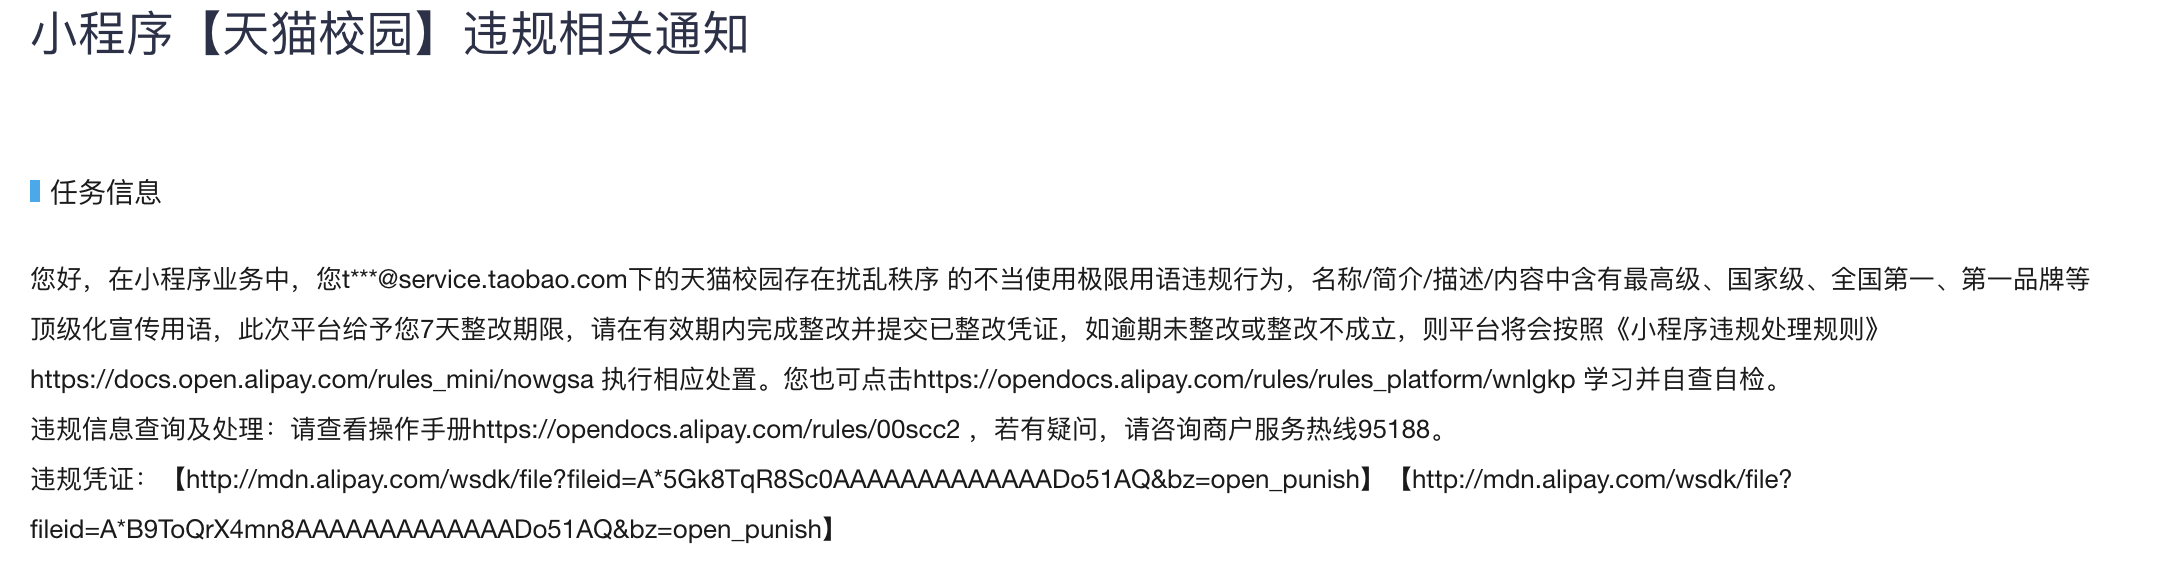 小程序【天猫校园】违规相关通知
任务信息
您好，在小程序业务中，您t***@service.taobao.com下的天猫校园存在扰乱秩序 的不当使用极限用语违规行为，名称/简介/描述/内容中含有最高级、国家级、全国第一、第一品牌等
顶级化宣传用语，此次平台给予您7天整改期限，请在有效期内完成整改并提交已整改凭证，如逾期未整改或整改不成立，则平台将会按照《小程序违规处理规则》
https://docs.open.alipay.com/rules_mini/nowgsa 执行相应处置。您也可点击https://opendocs.alipay.com/rules/rules_platform/wnlgkp 学习并自查自检。
违规信息查询及处理：请查看操作手册https://opendocs.alipay.com/rules/00scc2 ，若有疑问，请咨询商户服务热线95188。
违规凭证：【http://mdn.alipay.com/wsdk/file?fileid=A*5Gk8TqR8Sc0AAAAAAAAAAAAADo51AQ&bz=open_punish】【http://mdn.alipay.com/wsdk/file?
fileid=A*B9ToQrX4mn8AAAAAAAAAAAAADo51AQ&bz=open_punish】